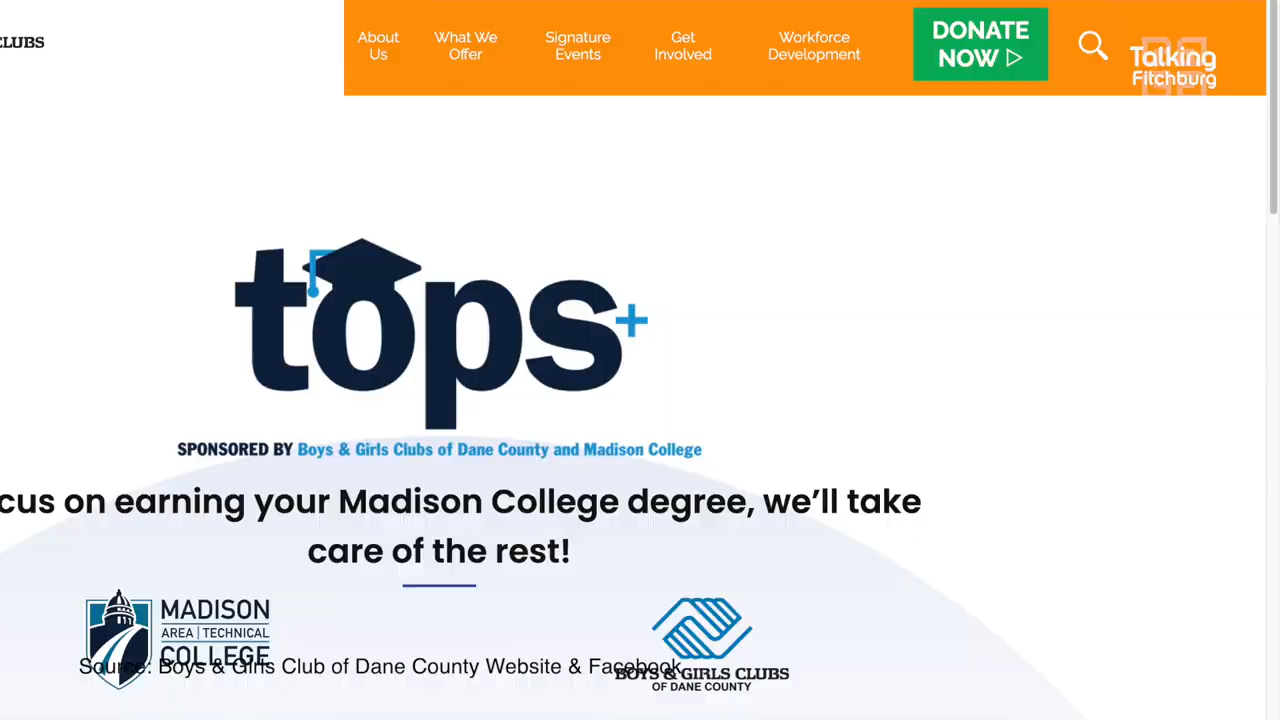 CLUBS
About
Us
What We
Offer
Signature
Events
Get
Involved
Workforce
Development
DONATE
NOW
Talking
Fitchburg
tops+
SPONSORED BY Boys & Girls Clubs of Dane County and Madison College
cus on earning your Madison College degree, we’ll take
care of the rest!
MADISON
AREA | TECHNICAL
COLLEGE
BOYS & GIRLS CLUBS
OF DANE COUNTY
Source: Boys & Girls Club of Dane County Website & Facebook